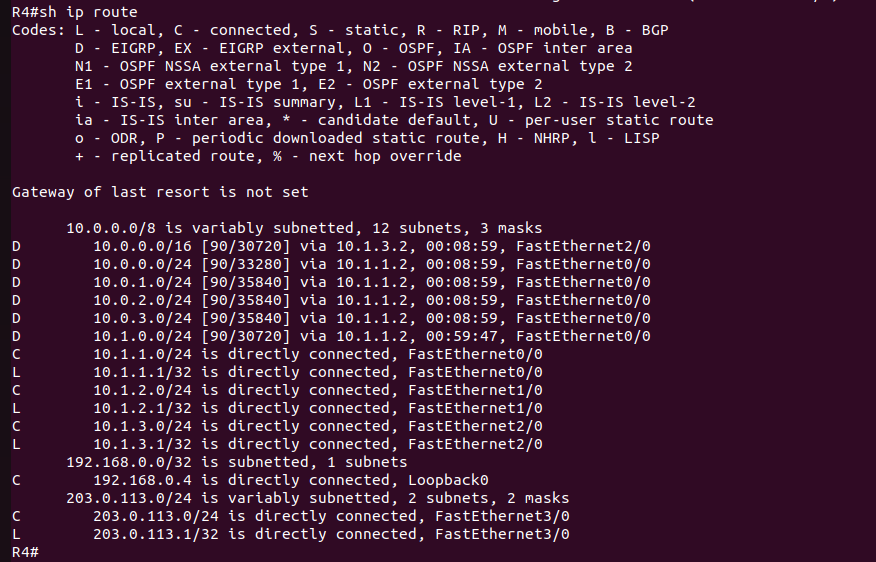 R4#sh ip route
Codes: L - local, C - connected, S - static, R - RIP, M - mobile, B - BGP
       D - EIGRP, EX - EIGRP external, O - OSPF, IA - OSPF inter area
       N1 - OSPF NSSA external type 1, N2 - OSPF NSSA external type 2
       E1 - OSPF external type 1, E2 - OSPF external type 2
       i - IS-IS, su - IS-IS summary, L1 - IS-IS level-1, L2 - IS-IS level-2
       ia - IS-IS inter area, * - candidate default, U - per-user static route
       o - ODR, P - periodic downloaded static route, H - NHRP, l - LISP
       + - replicated route, % - next hop override

Gateway of last resort is not set

      10.0.0.0/8 is variably subnetted, 12 subnets, 3 masks
D        10.0.0.0/16 [90/30720] via 10.1.3.2, 00:08:59, FastEthernet2/0
D        10.0.0.0/24 [90/33280] via 10.1.1.2, 00:08:59, FastEthernet0/0
D        10.0.1.0/24 [90/35840] via 10.1.1.2, 00:08:59, FastEthernet0/0
D        10.0.2.0/24 [90/35840] via 10.1.1.2, 00:08:59, FastEthernet0/0
D        10.0.3.0/24 [90/35840] via 10.1.1.2, 00:08:59, FastEthernet0/0
D        10.1.0.0/24 [90/30720] via 10.1.1.2, 00:59:47, FastEthernet0/0
C        10.1.1.0/24 is directly connected, FastEthernet0/0
L        10.1.1.1/32 is directly connected, FastEthernet0/0
C        10.1.2.0/24 is directly connected, FastEthernet1/0
L        10.1.2.1/32 is directly connected, FastEthernet1/0
C        10.1.3.0/24 is directly connected, FastEthernet2/0
L        10.1.3.1/32 is directly connected, FastEthernet2/0
      192.168.0.0/32 is subnetted, 1 subnets
C        192.168.0.4 is directly connected, Loopback0
      203.0.113.0/24 is variably subnetted, 2 subnets, 2 masks
C        203.0.113.0/24 is directly connected, FastEthernet3/0
L        203.0.113.1/32 is directly connected, FastEthernet3/0
R4#